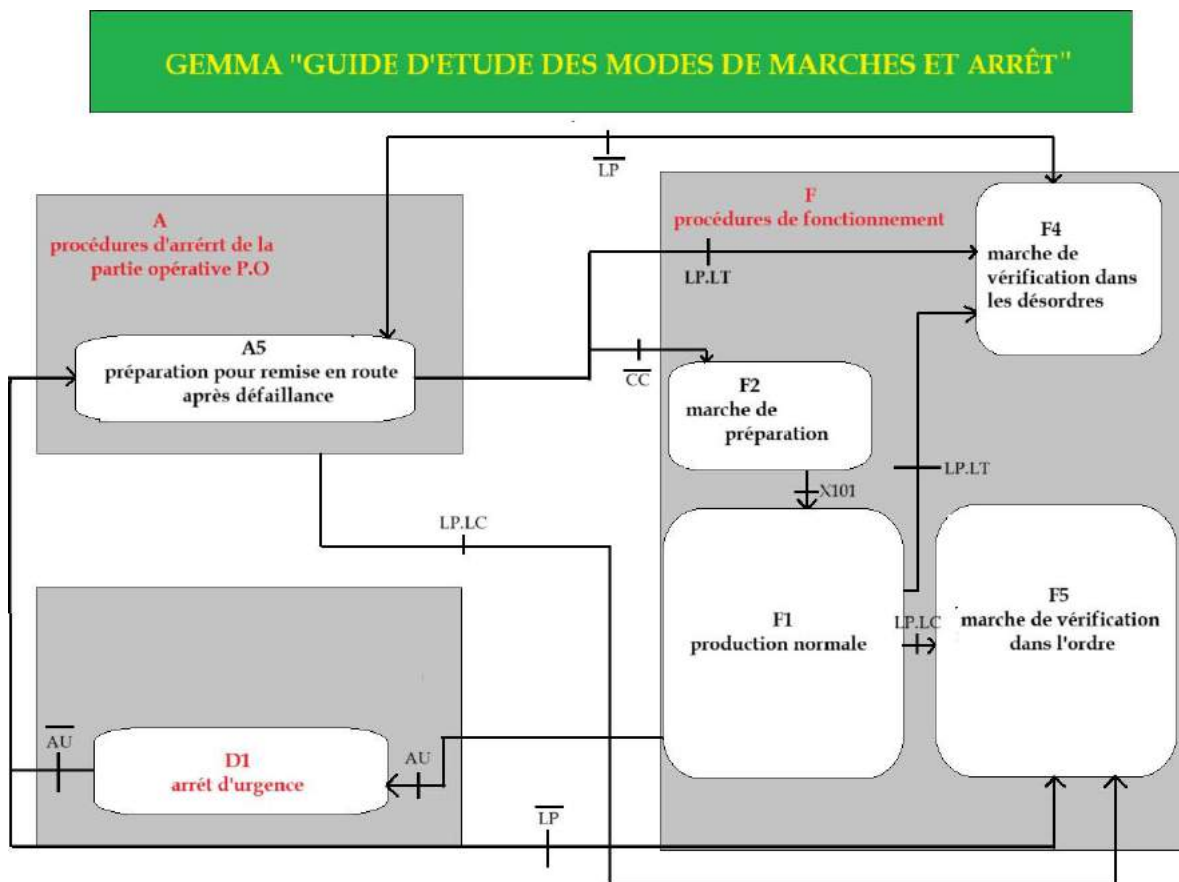 GEMMA "GUIDE D'ETUDE DES MODES DE MARCHES ET ARRÊT"
LP
A
procédures d'arrérrt de la
partie opérative P.O
F
procédures de fonctionnement
F4
marche de
vérification dans
les désordres
LP.LT
A5
préparation pour remise en route
après défaillance
CC
F2
marche de
préparation
LP.LT
X101
LP.LC
F1
production normale
LP.LC
F5
marche de vérification
dans l'ordre
AU
D1
arrét d'urgence
AU
LP